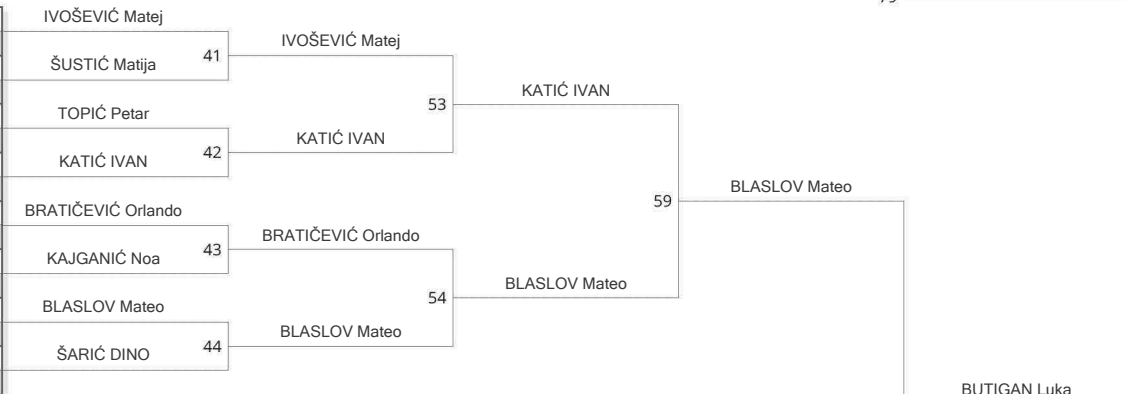 IVOŠEVIĆ Matej
ŠUSTIĆ Matija
41
IVOŠEVIĆ Matej
TOPIĆ Petar
KATIĆ IVAN
42
KATIĆ IVAN
53
KATIĆ IVAN
BRATIČEVIĆ Orlando
KAJGANIĆ Noa
43
BRATIČEVIĆ Orlando
BLASLOV Mateo
ŠARIĆ DINO
44
BLASLOV Mateo
54
BLASLOV Mateo
59
BLASLOV Mateo
BUTIGAN Luka